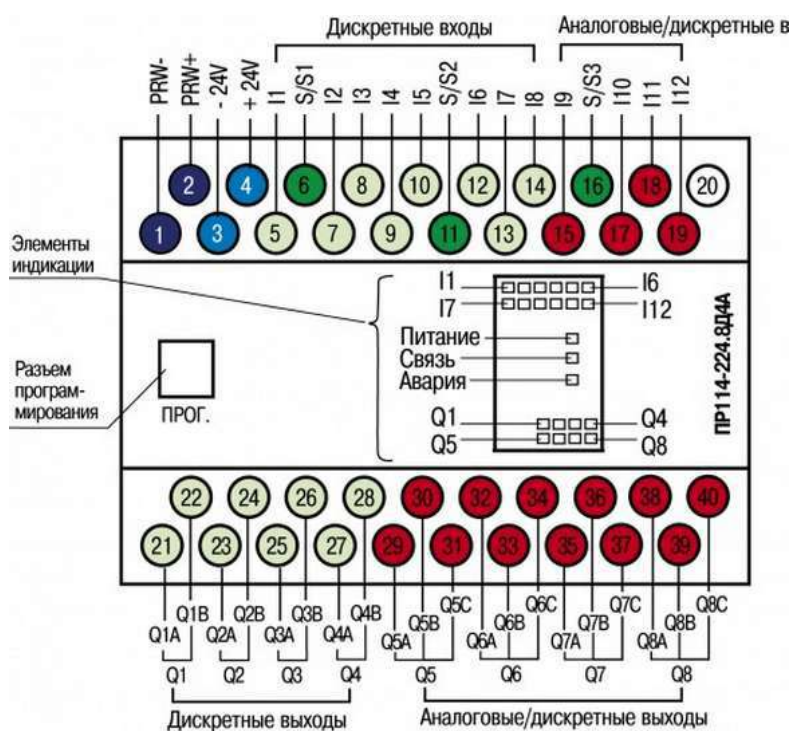 Дискретные входы
Аналоговые/дискретные в
PRW-
PRW+
- 24V
+ 24V
I1
S/S1
I2
I3
I4
I5
S/S2
I6
I7
I8
I9
S/S3
I10
I11
I12
2 4 6 8 10 12 14 16 18 20
1 3 5 7 9 11 13 15 17 19
Элементы
индикации
I1 I6
I7 I12
Питание
Связь
Авария
Q1 Q4
Q5 Q8
ПР114-224.8Д4А
Разъем
програм-
мирования
ПРОГ.
22 24 26 28 30 32 34 36 38 40
21 23 25 27 29 31 33 35 37 39
Q1A
Q1B
Q2A
Q2B
Q3A
Q3B
Q4A
Q4B
Q5A
Q5B
Q5C
Q6A
Q6B
Q6C
Q7A
Q7B
Q7C
Q8A
Q8B
Q8C
Q1 Q2 Q3 Q4 Q5 Q6 Q7 Q8
Дискретные выходы
Аналоговые/дискретные выходы